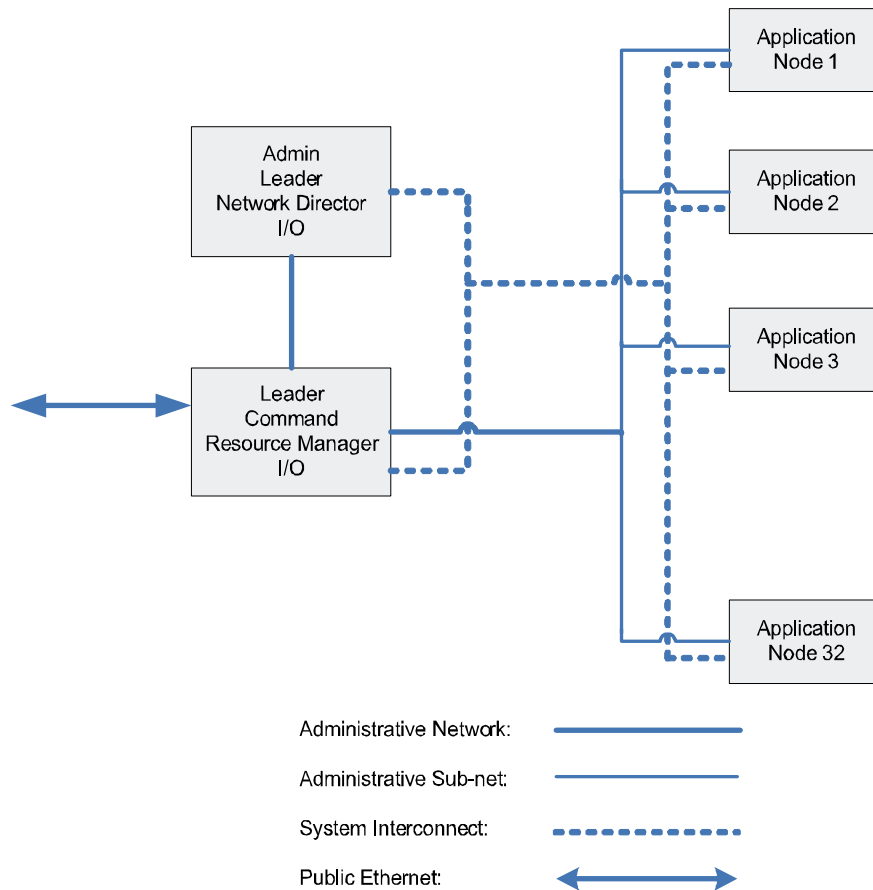 Application
Node 1
Admin
Leader
Network Director
I/O
Application
Node 2
Application
Node 3
Leader
Command
Resource Manager
I/O
Application
Node 32
Administrative Network:
Administrative Sub-net:
System Interconnect:
Public Ethernet: